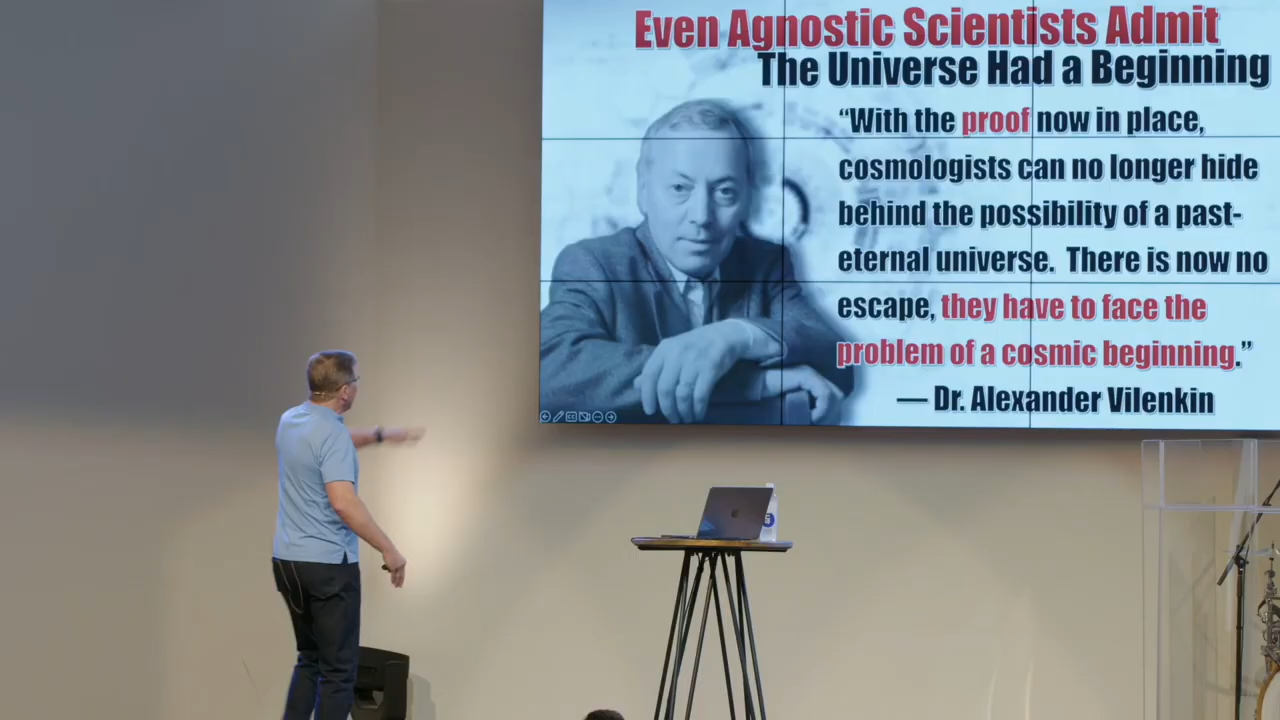 Even Agnostic Scientists Admit
The Universe Had a Beginning
“With the proof now in place,
cosmologists can no longer hide
behind the possibility of a past-
eternal universe.  There is now no
escape, they have to face the
problem of a cosmic beginning.”
— Dr. Alexander Vilenkin